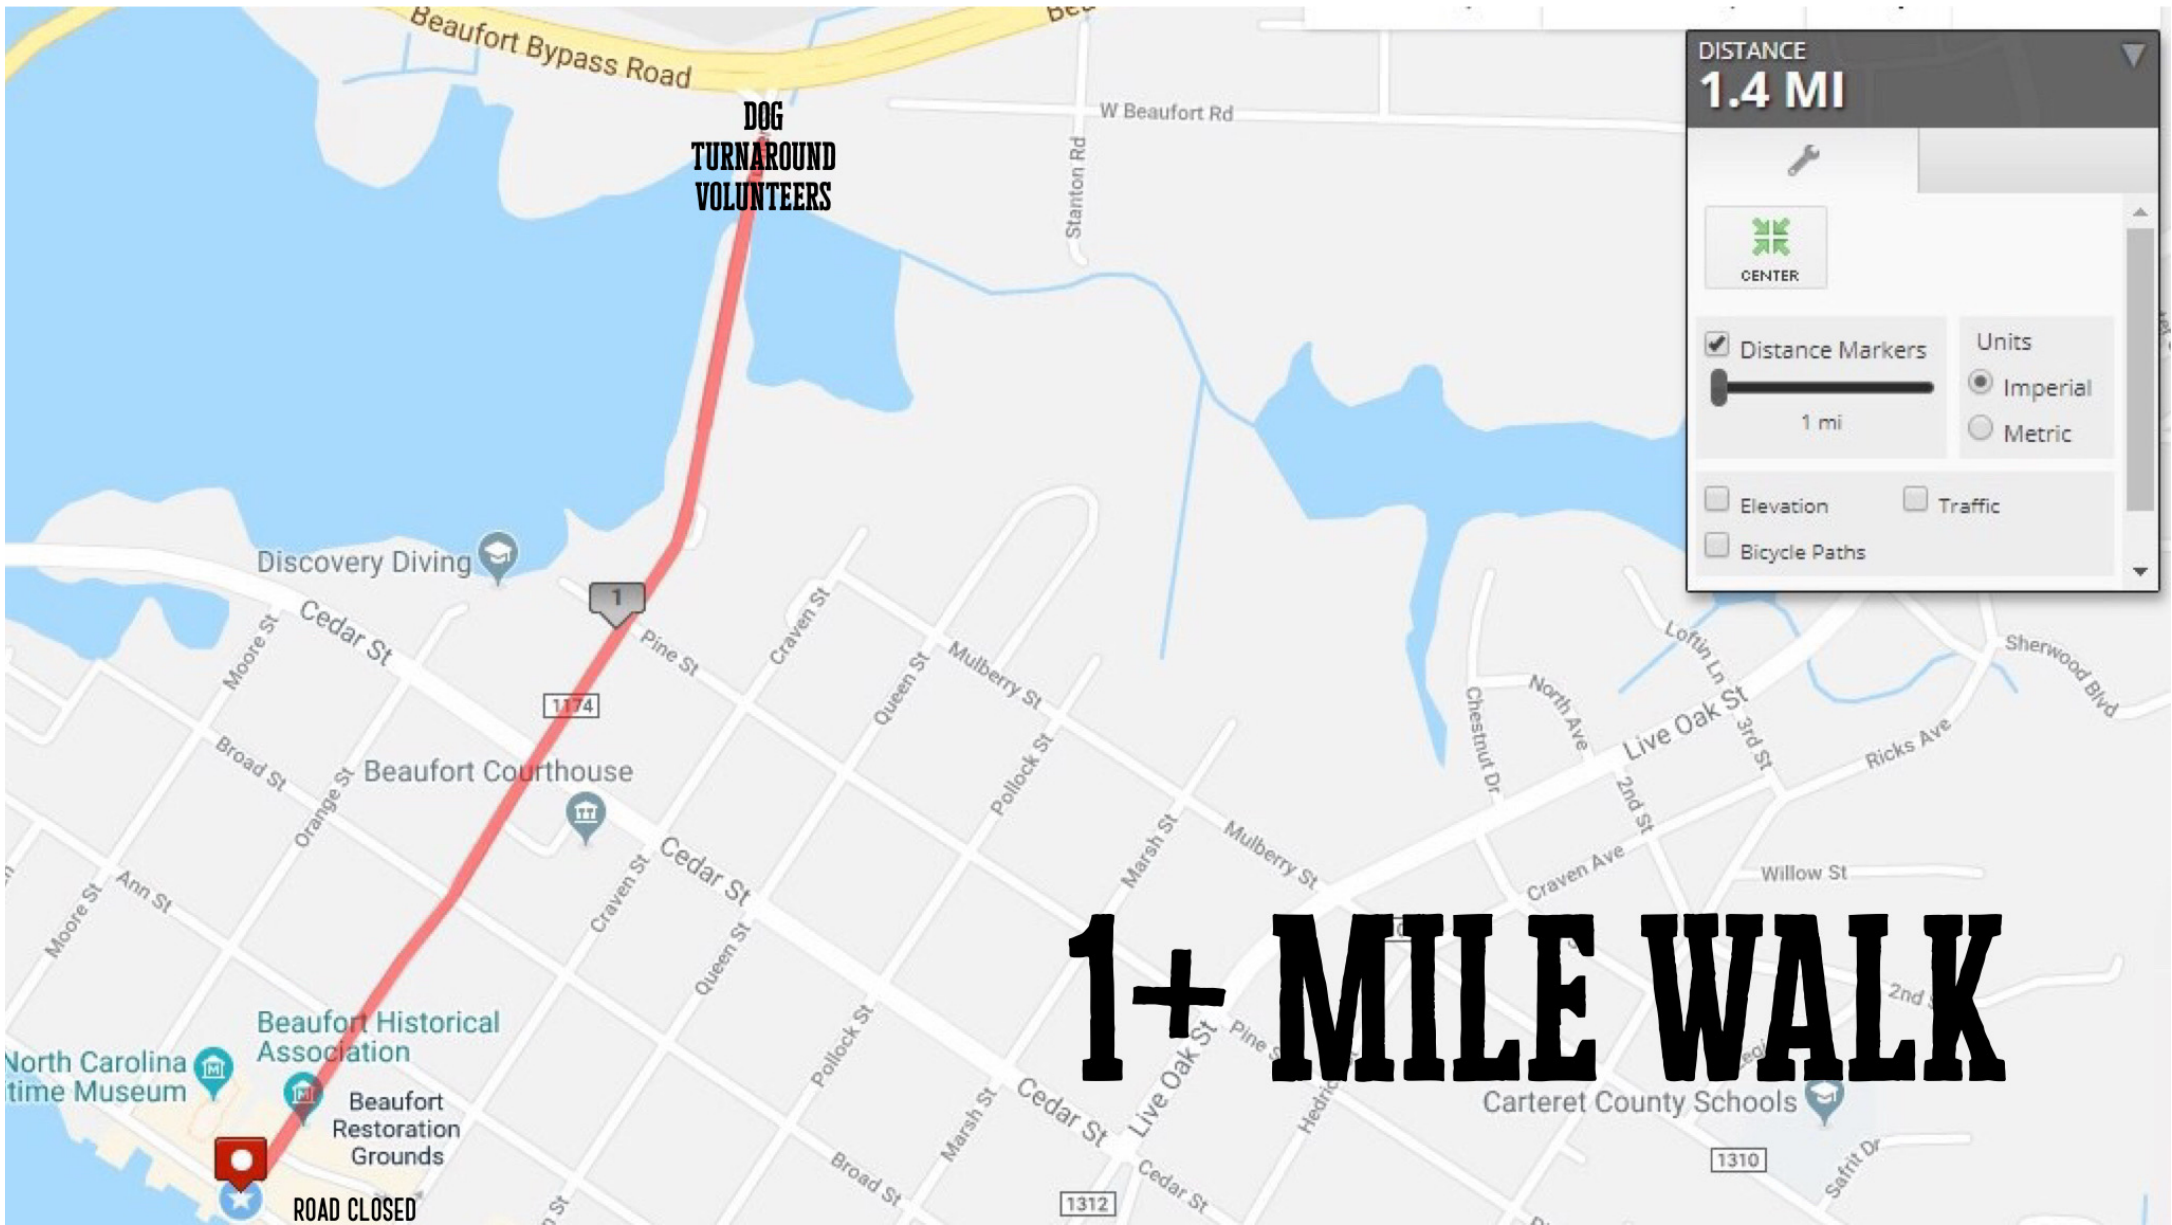 Beaufort Bypass Road
DISTANCE
1.4 MI
DOG
TURNAROUND
VOLUNTEERS
W Beaufort Rd
Stanton Rd
CENTER
Distance Markers
1 mi
Units
Imperial
Metric
Elevation
Traffic
Bicycle Paths
Discovery Diving
1
Moore St
Cedar St
Pine St
Craven St
Queen St
Mulberry St
Loftin Ln
Sherwood Blvd
1174
Chestnut Dr
North Ave
Live Oak St
3rd St
Ricks Ave
Broad St
Orange St
Beaufort Courthouse
Pollock St
2nd St
Marsh St
Mulberry St
Craven Ave
Willow St
Moore St
Ann St
Craven St
Cedar St
Queen St
1+ MILE WALK
2nd
Beaufort Historical
Association
North Carolina
time Museum
Pollock St
Pine S
Live Oak St
Beaufort
Restoration
Grounds
Marsh St
Cedar St
Hedric
Carteret County Schools
1310
Safrit Dr
Broad St
Cedar St
1312
ROAD CLOSED